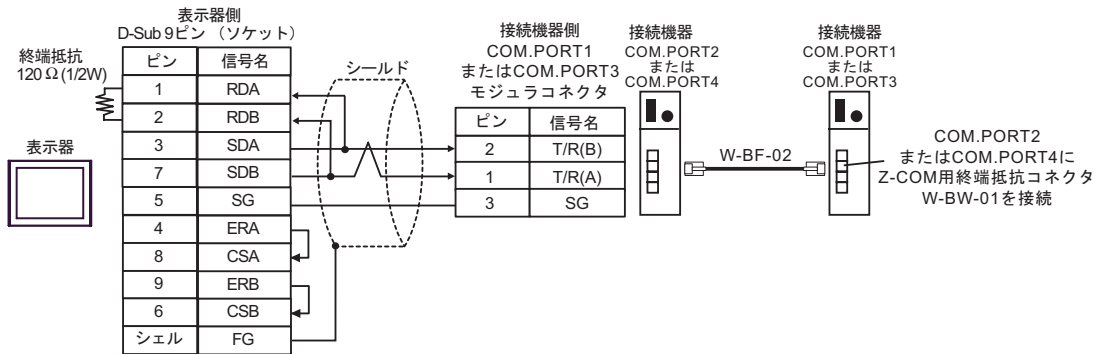 表示器側
D-Sub 9ピン （ソケット）
終端抵抗
120 Ω (1/2W)
表示器
ピン 信号名
1 RDA
2 RDB
3 SDA
7 SDB
5 SG
4 ERA
8 CSA
9 ERB
6 CSB
シェル FG
シールド
接続機器側
COM.PORT1
またはCOM.PORT3
モジュラコネクタ
ピン 信号名
2 T/R(B)
1 T/R(A)
3 SG
接続機器
COM.PORT2
または
COM.PORT4
W-BF-02
接続機器
COM.PORT1
または
COM.PORT3
COM.PORT2
またはCOM.PORT4に
Z-COM用終端抵抗コネクタ
W-BW-01を接続